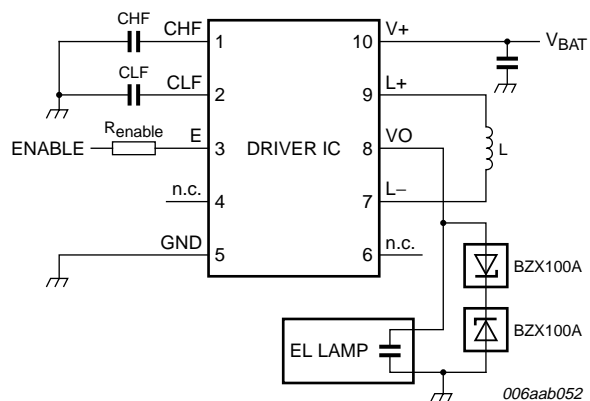 CHF
CHF
1
10
V+
VBAT
CLF
CLF
2
9
L+
ENABLE
Renable
E
3
DRIVER IC
8
VO
L
n.c.
4
7
L−
GND
5
6
n.c.
BZX100A
EL LAMP
BZX100A
006aab052